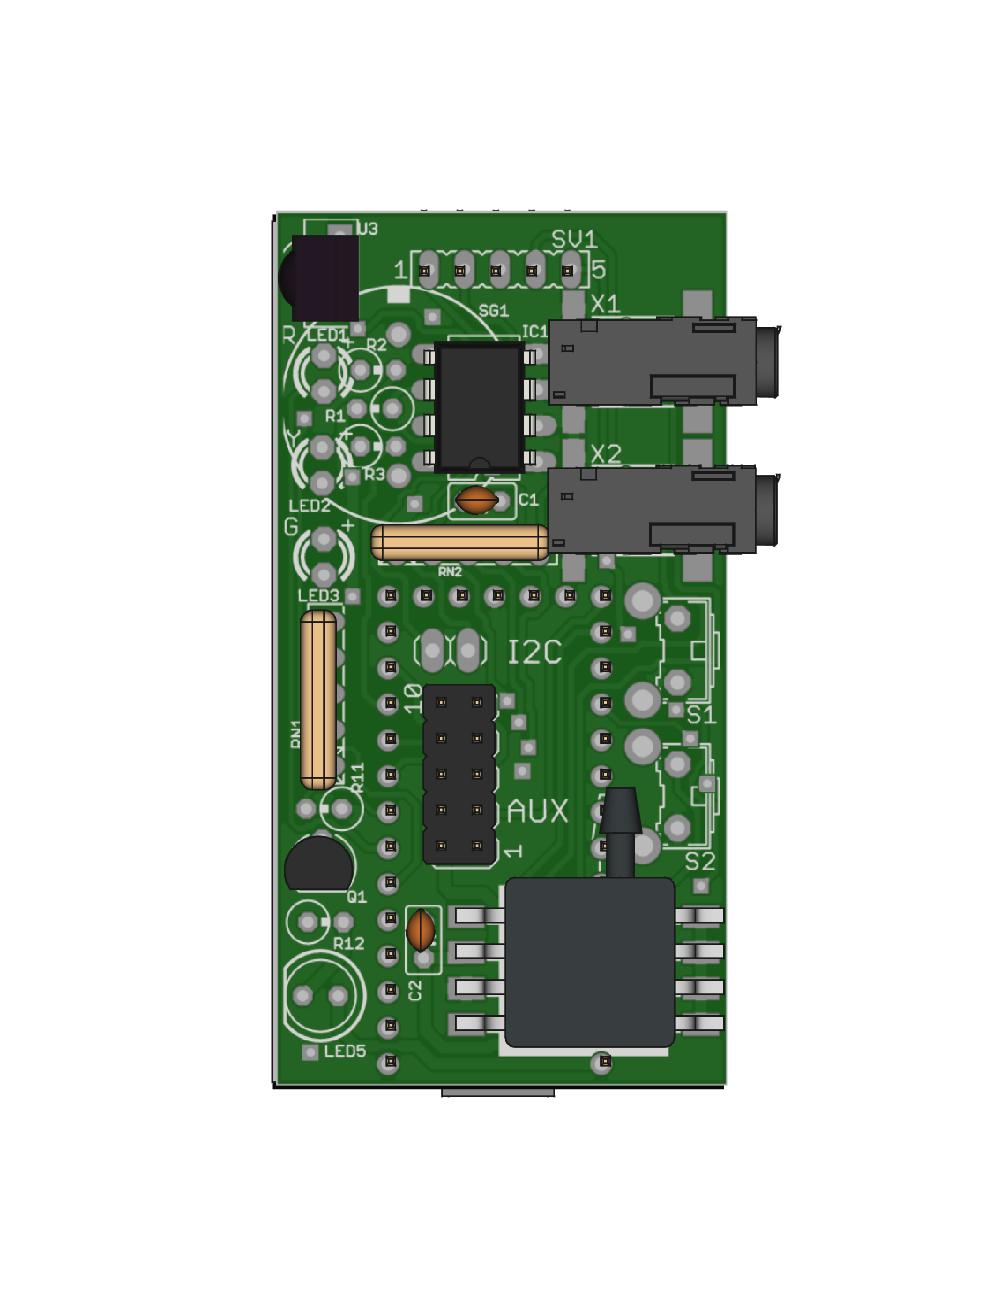 U3
SV1
1
5
SG1
X1
IC1
R
LED1
+
R2
R1
Y
+
R3
X2
LED2
C1
G
+
RN2
LED3
I2C
10
S1
RN1
R11
AUX
1
S2
Q1
R12
C2
LED5